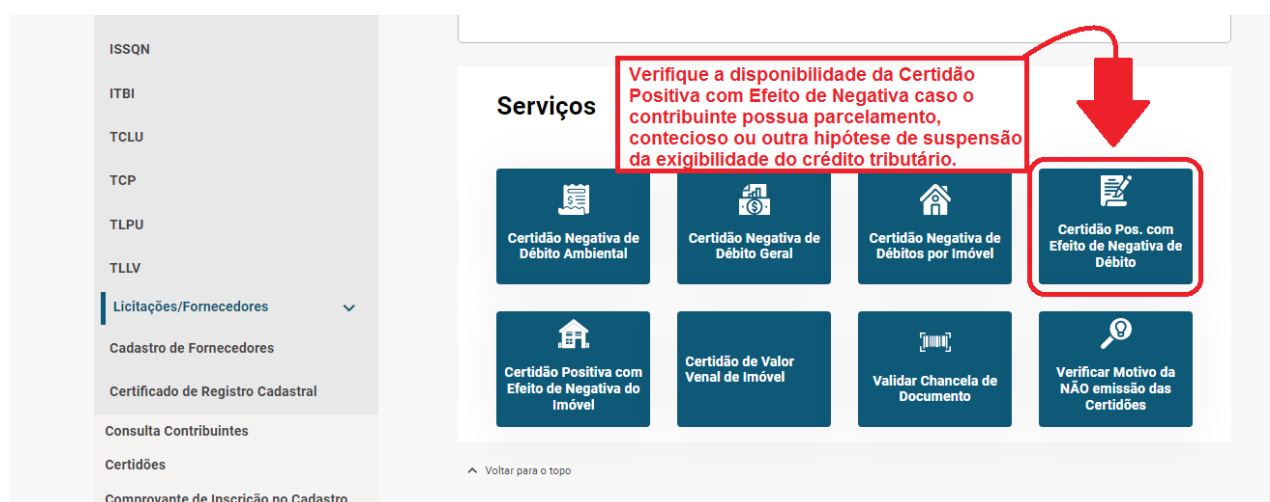 ISSQN
ITBI
TCLU
TCP
TLPU
TLLV
Licitações/Fornecedores
Cadastro de Fornecedores
Certificado de Registro Cadastral
Consulta Contribuintes
Certidões
Comprovante de Inscrição no Cadastro
Verifique a disponibilidade da Certidão
Positiva com Efeito de Negativa caso o
contribuinte possua parcelamento,
contecioso ou outra hipótese de suspensão
da exigibilidade do crédito tributário.
Serviços
Certidão Negativa de
Débito Ambiental
Certidão Negativa de
Débito Geral
Certidão Negativa de
Débitos por Imóvel
Certidão Pos. com
Efeito de Negativa de
Débito
Certidão Positiva com
Efeito de Negativa do
Imóvel
Certidão de Valor
Venal de Imóvel
Validar Chancela de
Documento
Verificar Motivo da
NÃO emissão das
Certidões
Voltar para o topo